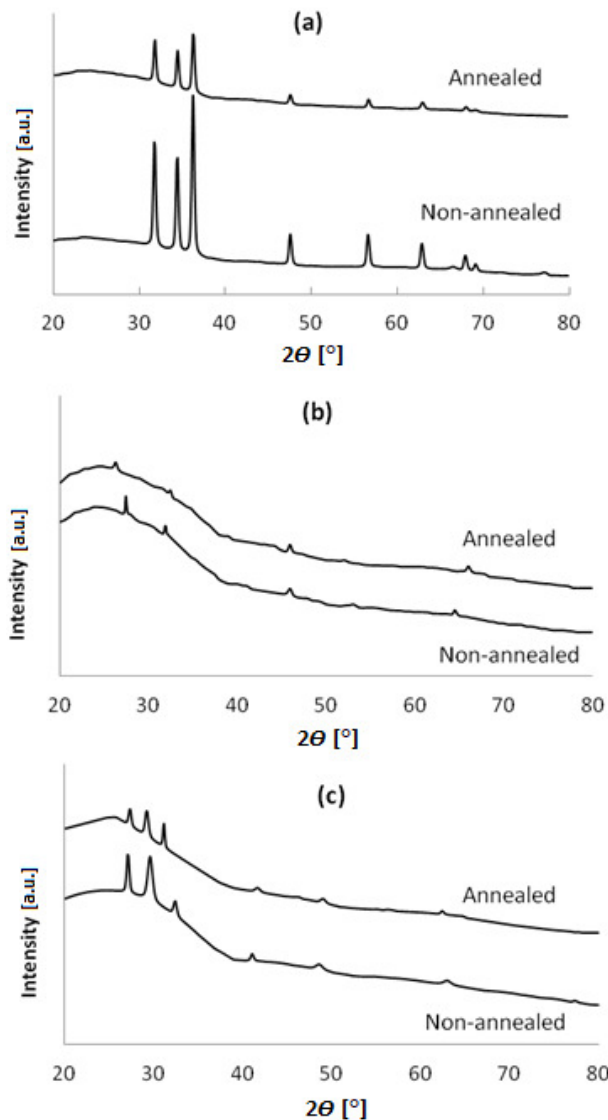 (a)
Annealed
Non-annealed
Intensity [a.u.]
20 30 40 50 60 70 80
2Θ [°]
(b)
Annealed
Non-annealed
Intensity [a.u.]
20 30 40 50 60 70 80
2Θ [°]
(c)
Annealed
Non-annealed
Intensity [a.u.]
20 30 40 50 60 70 80
2Θ [°]